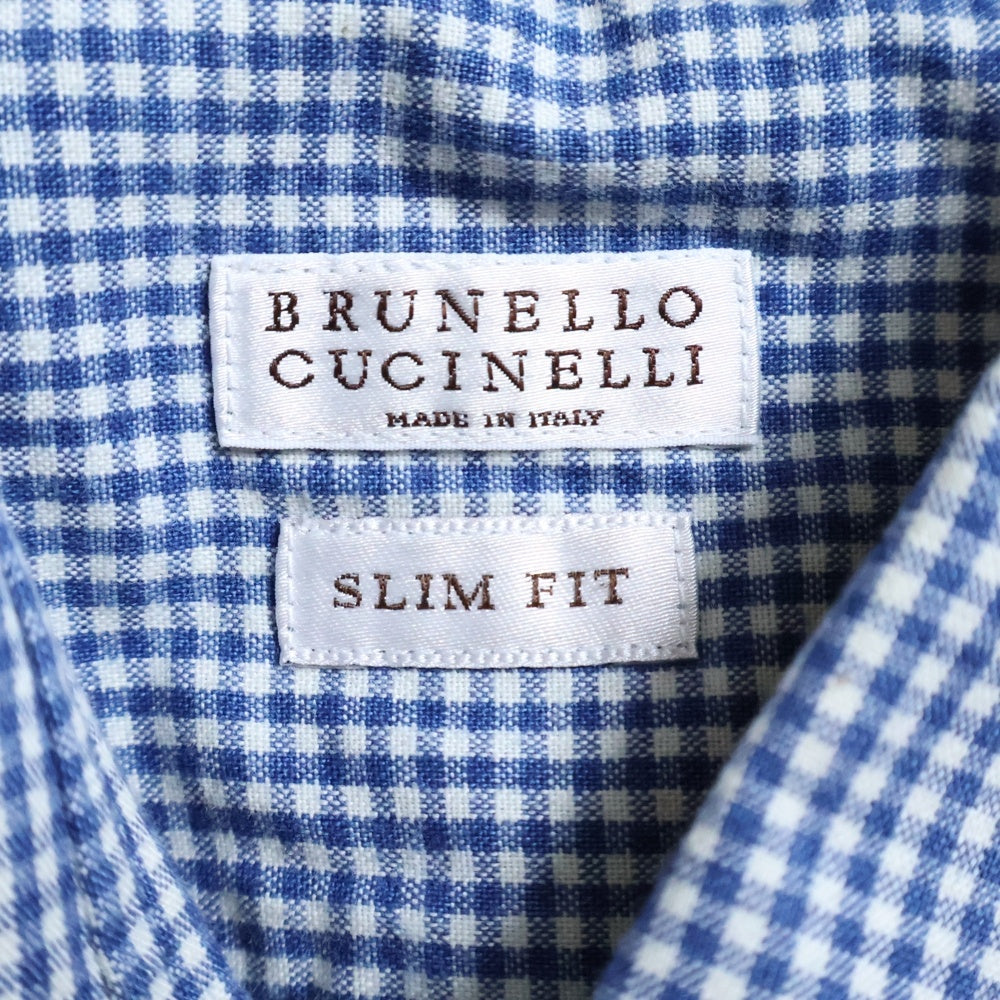 BRUNELLO
CUCINELLI
MADE IN ITALY
SLIM FIT